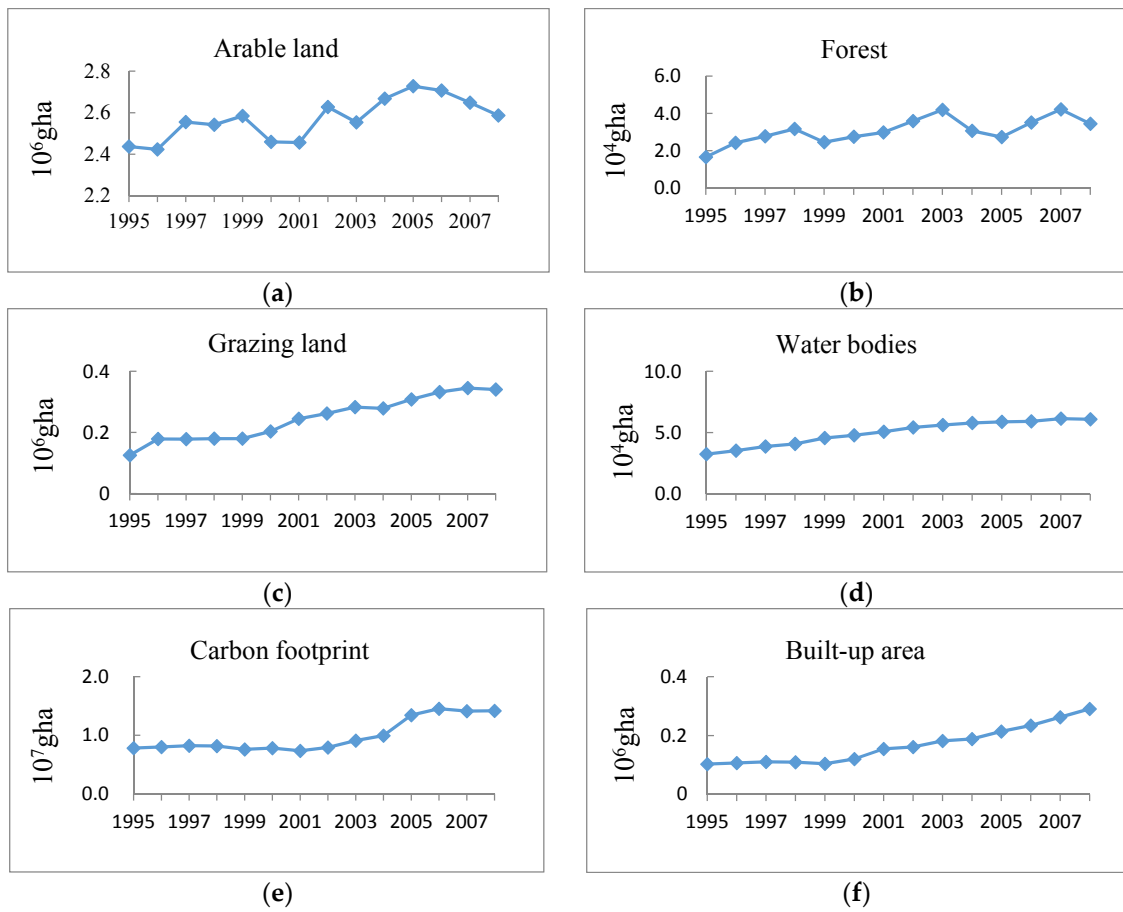 Arable land
10⁶gha
2.8
2.6
2.4
2.2
1995 1997 1999 2001 2003 2005 2007
(a)
Forest
10⁴gha
6.0
4.0
2.0
0.0
1995 1997 1999 2001 2003 2005 2007
(b)
Grazing land
10⁶gha
0.4
0.2
0
1995 1997 1999 2001 2003 2005 2007
(c)
Water bodies
10⁴gha
10.0
5.0
0.0
1995 1997 1999 2001 2003 2005 2007
(d)
Carbon footprint
10⁷gha
2.0
1.0
0.0
1995 1997 1999 2001 2003 2005 2007
(e)
Built-up area
10⁶gha
0.4
0.2
0
1995 1997 1999 2001 2003 2005 2007
(f)